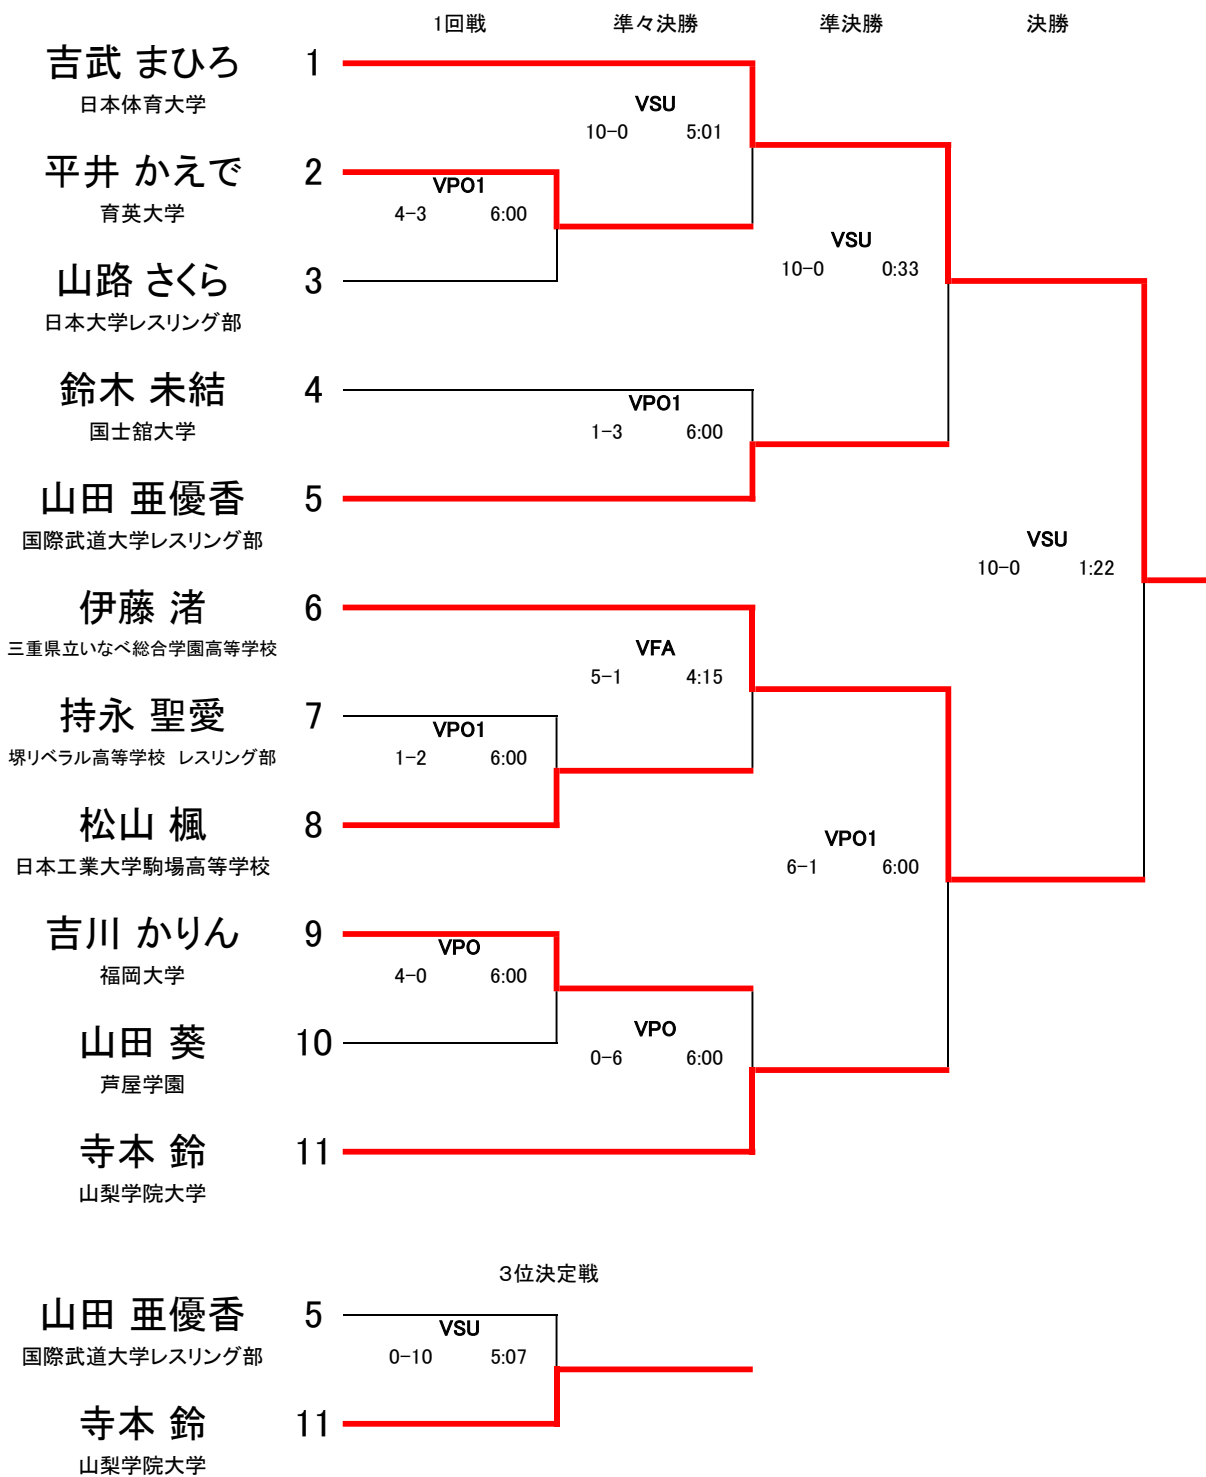 1回戦 準々決勝 準決勝 決勝
吉武 まひろ 1
日本体育大学
VSU
10-0 5:01
平井 かえで 2
育英大学
VPO1
4-3 6:00
山路 さくら 3
日本大学レスリング部
VSU
10-0 0:33
鈴木 未結 4
国士舘大学
VPO1
1-3 6:00
山田 亜優香 5
国際武道大学レスリング部
VSU
10-0 1:22
伊藤 渚 6
三重県立いなべ総合学園高等学校
VFA
5-1 4:15
持永 聖愛 7
堺リベラル高等学校 レスリング部
VPO1
1-2 6:00
松山 楓 8
日本工業大学駒場高等学校
VPO1
6-1 6:00
吉川 かりん 9
福岡大学
VPO
4-0 6:00
山田 葵 10
芦屋学園
VPO
0-6 6:00
寺本 鈴 11
山梨学院大学
3位決定戦
山田 亜優香 5
国際武道大学レスリング部
VSU
0-10 5:07
寺本 鈴 11
山梨学院大学